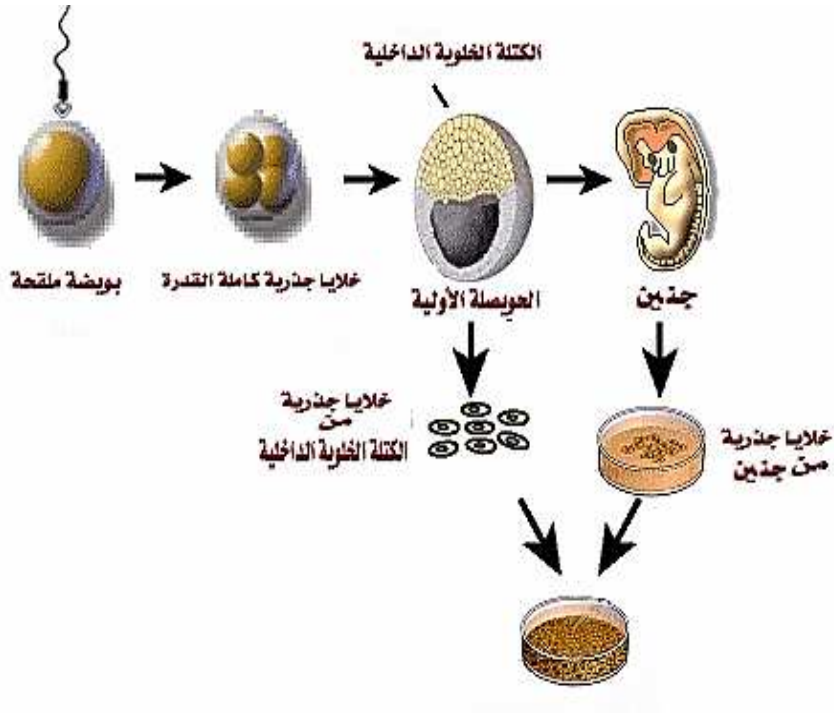 الكتلة الخلوية الداخلية
بويضة ملقحة
خلايا جذرية كاملة القدرة
الحويصلة الأولية
جنين
خلايا جذرية
من
الكتلة الخلوية الداخلية
خلايا جذرية
من جنين